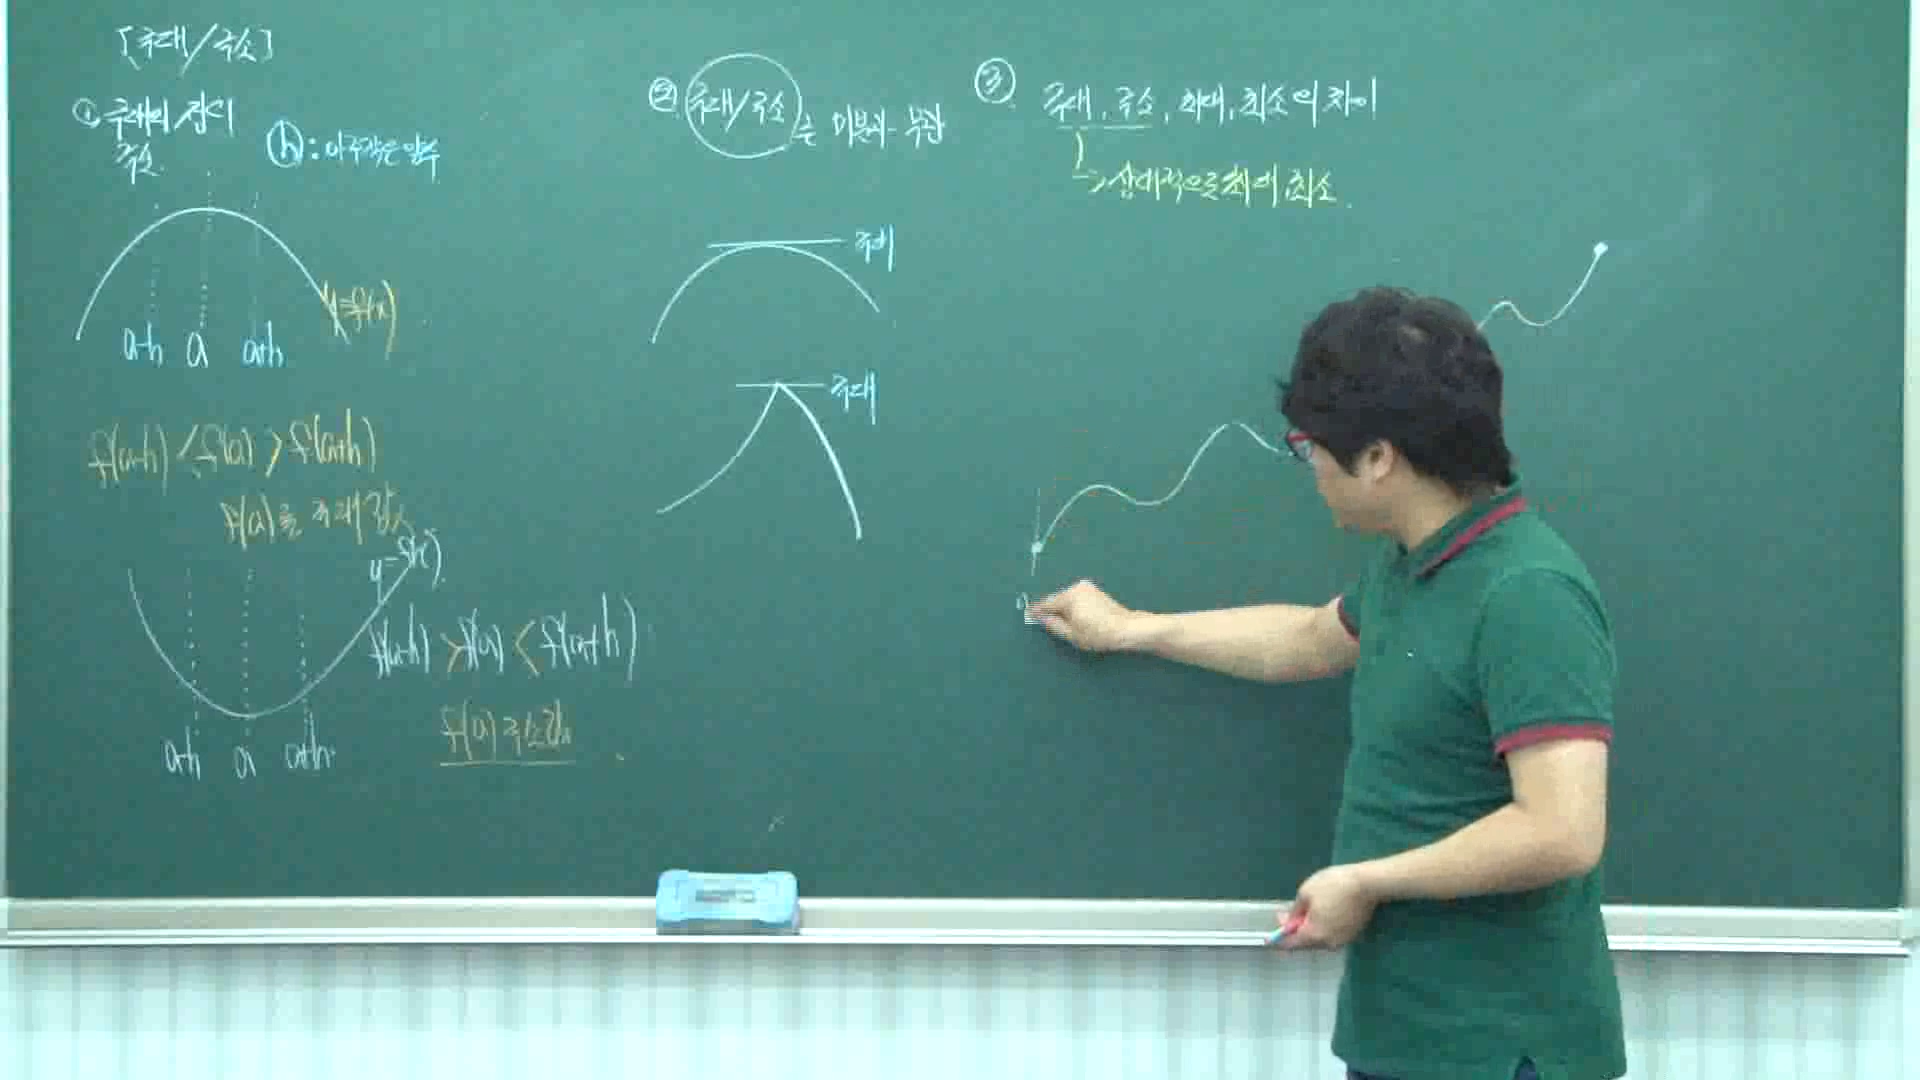 [극대/극소]
① 극대의 정의
극소.
ⓗ : 아주작은 양수
y=f(x)
a-h a a+h
f(a-h) < f(a) > f(a+h)
f(a)를 극대값
y=f(x)
f(a-h) > f(a) < f(a+h)
f(a) 극소값
a-h a a+h
② 극대/극소 는 미분과 무관
극대
극대
③ 극대, 극소, 최대, 최소의 차이
→ 상대적으로 최대, 최소.